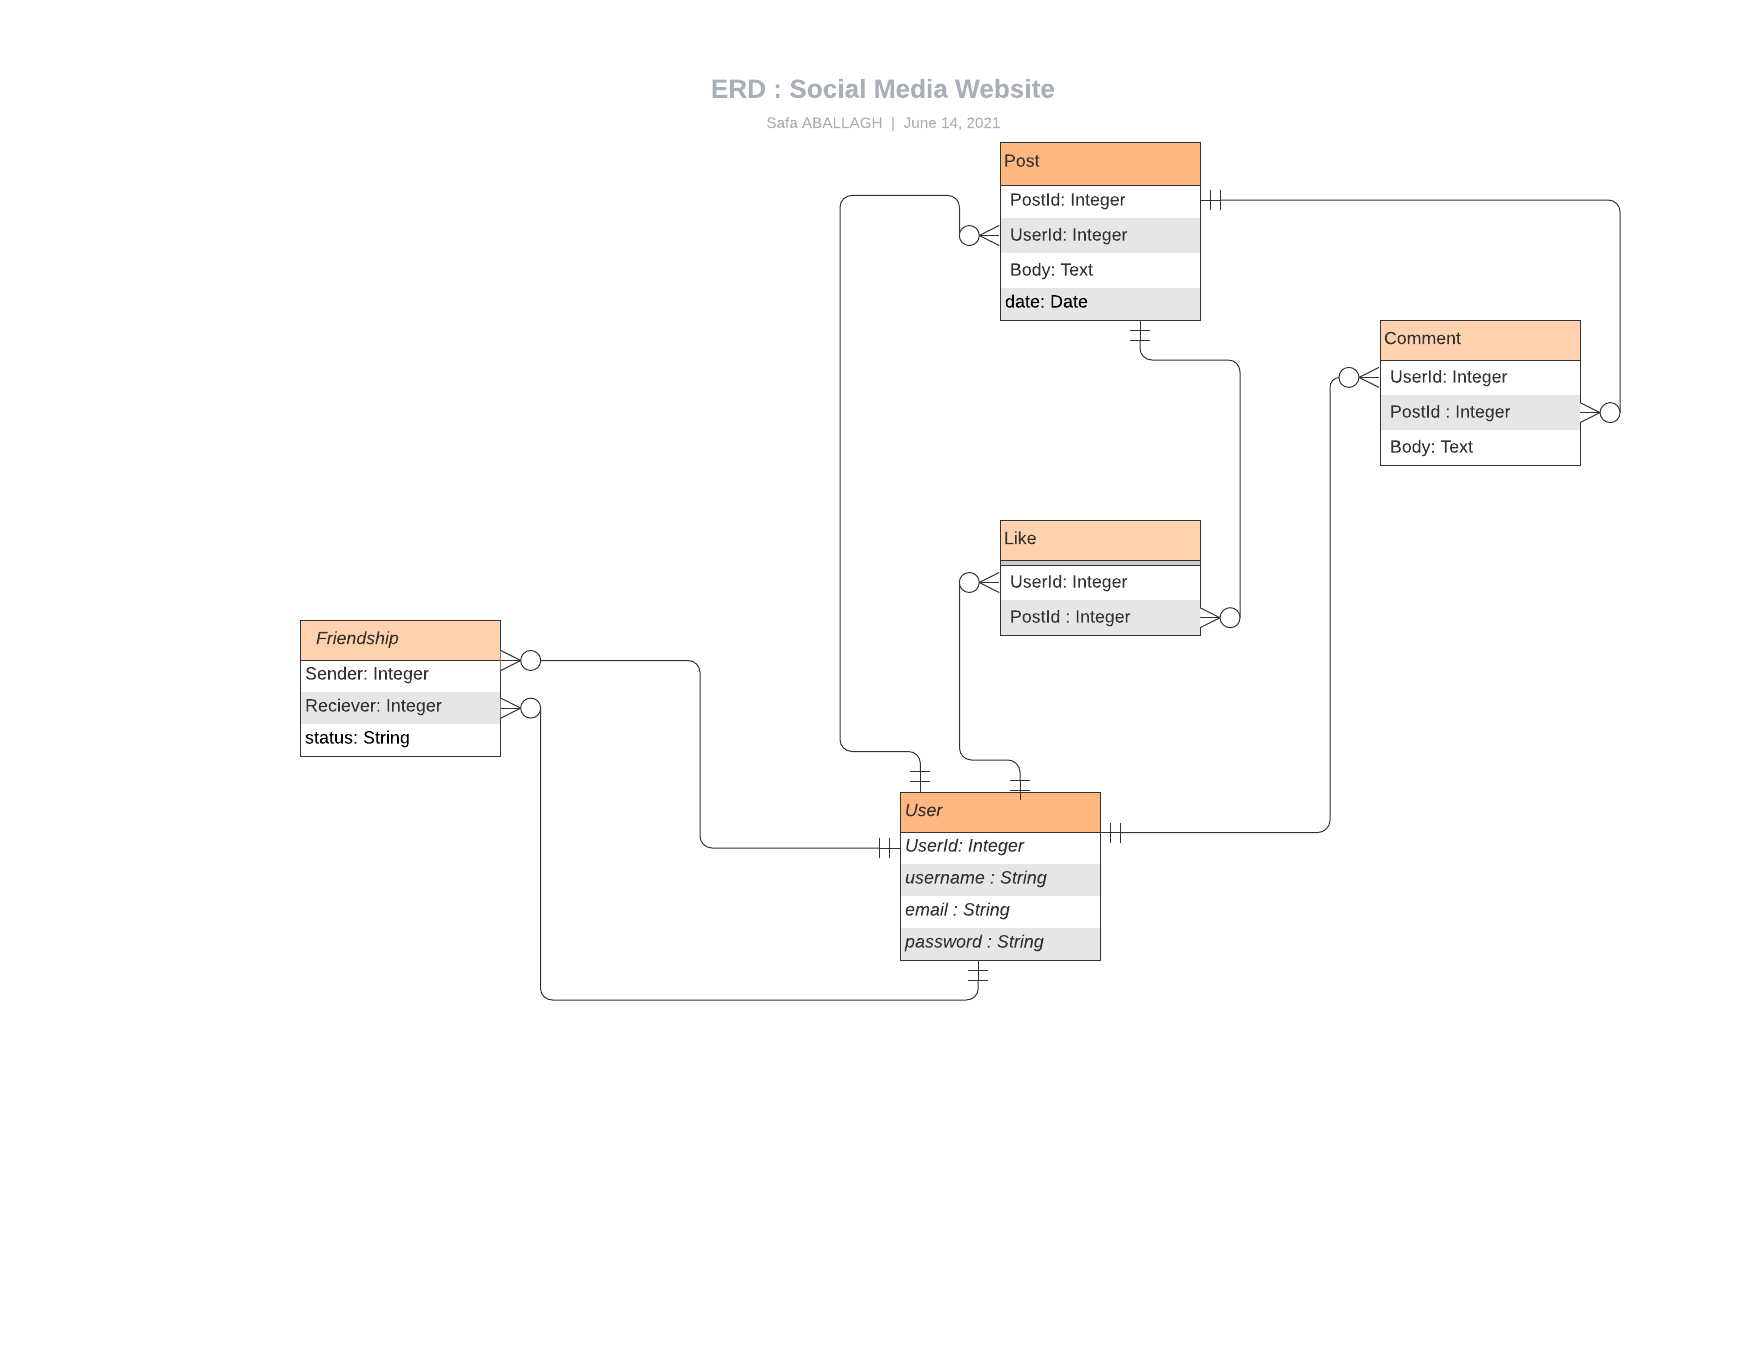 ERD : Social Media Website
Safa ABALLAGH | June 14, 2021
Post
PostId: Integer
UserId: Integer
Body: Text
date: Date
Comment
UserId: Integer
PostId : Integer
Body: Text
Like
UserId: Integer
PostId : Integer
Friendship
Sender: Integer
Reciever: Integer
status: String
User
UserId: Integer
username : String
email : String
password : String